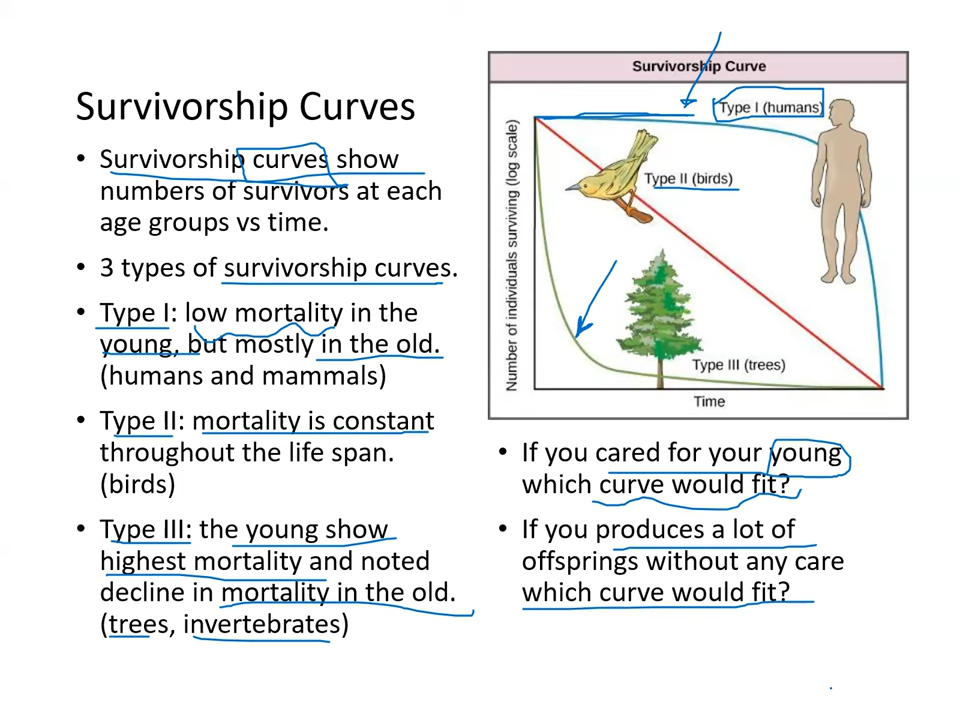 Survivorship Curves
• Survivorship curves show
numbers of survivors at each
age groups vs time.
• 3 types of survivorship curves.
• Type I: low mortality in the
young, but mostly in the old.
(humans and mammals)
• Type II: mortality is constant
throughout the life span.
(birds)
• Type III: the young show
highest mortality and noted
decline in mortality in the old.
(trees, invertebrates)
Survivorship Curve
Number of individuals surviving (log scale)
Type I (humans)
Type II (birds)
Type III (trees)
Time
• If you cared for your young
which curve would fit?
• If you produces a lot of
offsprings without any care
which curve would fit?